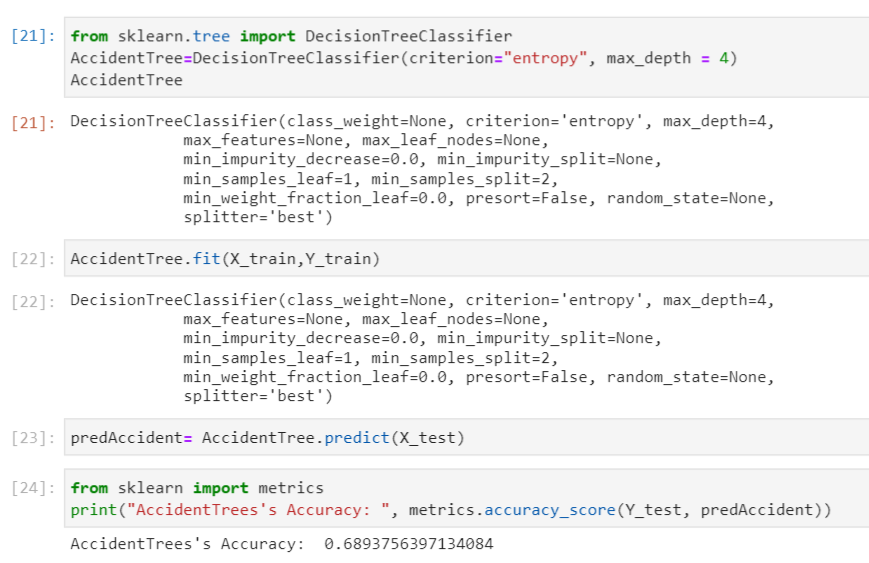 [21]: from sklearn.tree import DecisionTreeClassifier
AccidentTree=DecisionTreeClassifier(criterion="entropy", max_depth = 4)
AccidentTree
[21]: DecisionTreeClassifier(class_weight=None, criterion='entropy', max_depth=4,
max_features=None, max_leaf_nodes=None,
min_impurity_decrease=0.0, min_impurity_split=None,
min_samples_leaf=1, min_samples_split=2,
min_weight_fraction_leaf=0.0, presort=False, random_state=None,
splitter='best')
[22]: AccidentTree.fit(X_train,Y_train)
[22]: DecisionTreeClassifier(class_weight=None, criterion='entropy', max_depth=4,
max_features=None, max_leaf_nodes=None,
min_impurity_decrease=0.0, min_impurity_split=None,
min_samples_leaf=1, min_samples_split=2,
min_weight_fraction_leaf=0.0, presort=False, random_state=None,
splitter='best')
[23]: predAccident= AccidentTree.predict(X_test)
[24]: from sklearn import metrics
print("AccidentTrees's Accuracy: ", metrics.accuracy_score(Y_test, predAccident))
AccidentTrees's Accuracy:  0.6893756397134084